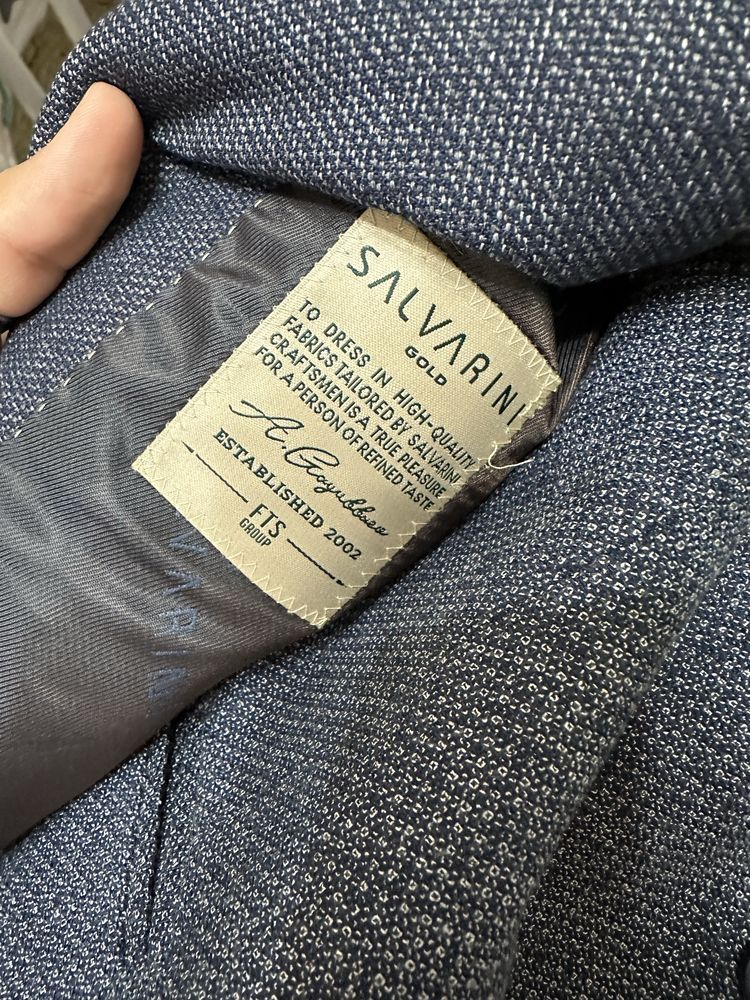 SALVARINI
GOLD
TO DRESS IN HIGH-QUALITY
FABRICS TAILORED BY SALVARINI
CRAFTSMEN IS A TRUE PLEASURE
FOR A PERSON OF REFINED TASTE
ESTABLISHED 2002
FTS
GROUP
VARIN